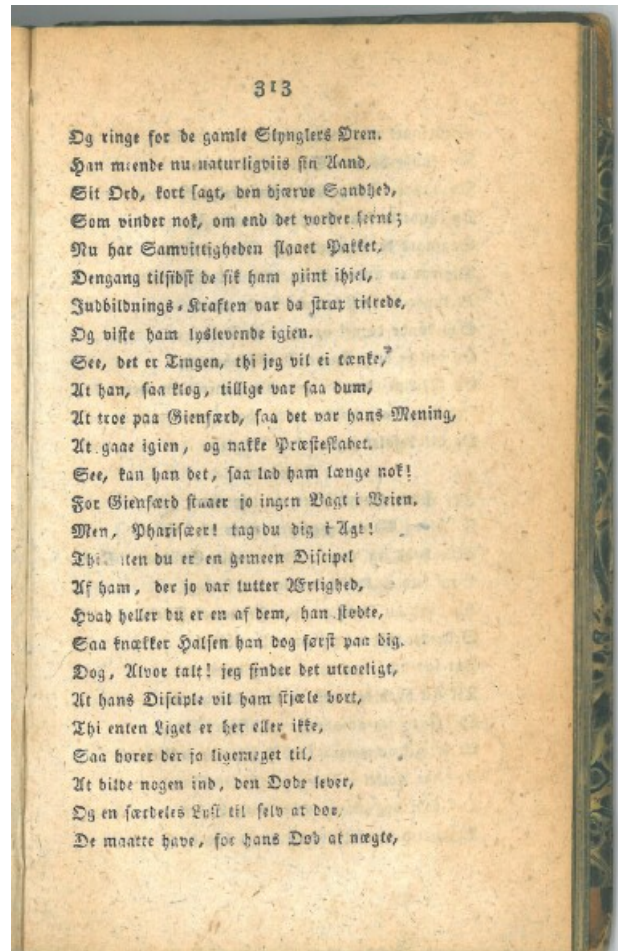 313
Og ringe for de gamle Slynglers Øren.
Han meende nu naturligviis sin Aand,
Sit Ord, kort sagt, den djærve Sandhed,
Som vinder nok, om end det vorder seent;
Nu har Samvittigheden slaaet Pakket,
Dengang tilsidst de fik ham piint ihjel,
Indbildnings-Kraften var da strax tilrede,
Og viste ham lyslevende igien.
See, det er Tingen, thi jeg vil ei tænke,
At han, saa klog, tillige var saa dum,
At troe paa Gienfærd, saa det var hans Mening,
At gaae igien, og nakke Præsteskabet.
See, kan han det, saa lad ham længe nok!
For Gienfærd staaer jo ingen Vagt i Veien.
Men, Pharisæer! tag du dig i Agt!
Thi enten du er en gemeen Discipel
Af ham, der jo var lutter Ærlighed,
Hvad heller du er en af dem, han stødte,
Saa knækker Halsen han dog først paa dig.
Dog, Alvor talt! jeg finder det utroeligt,
At hans Disciple vil ham stjæle bort,
Thi enten Liget er her eller ikke,
Saa hører der jo ligemeget til,
At bilde nogen ind, den Døde lever,
Og en særdeles Lyst til selv at døe,
De maatte have, for hans Død at nægte,